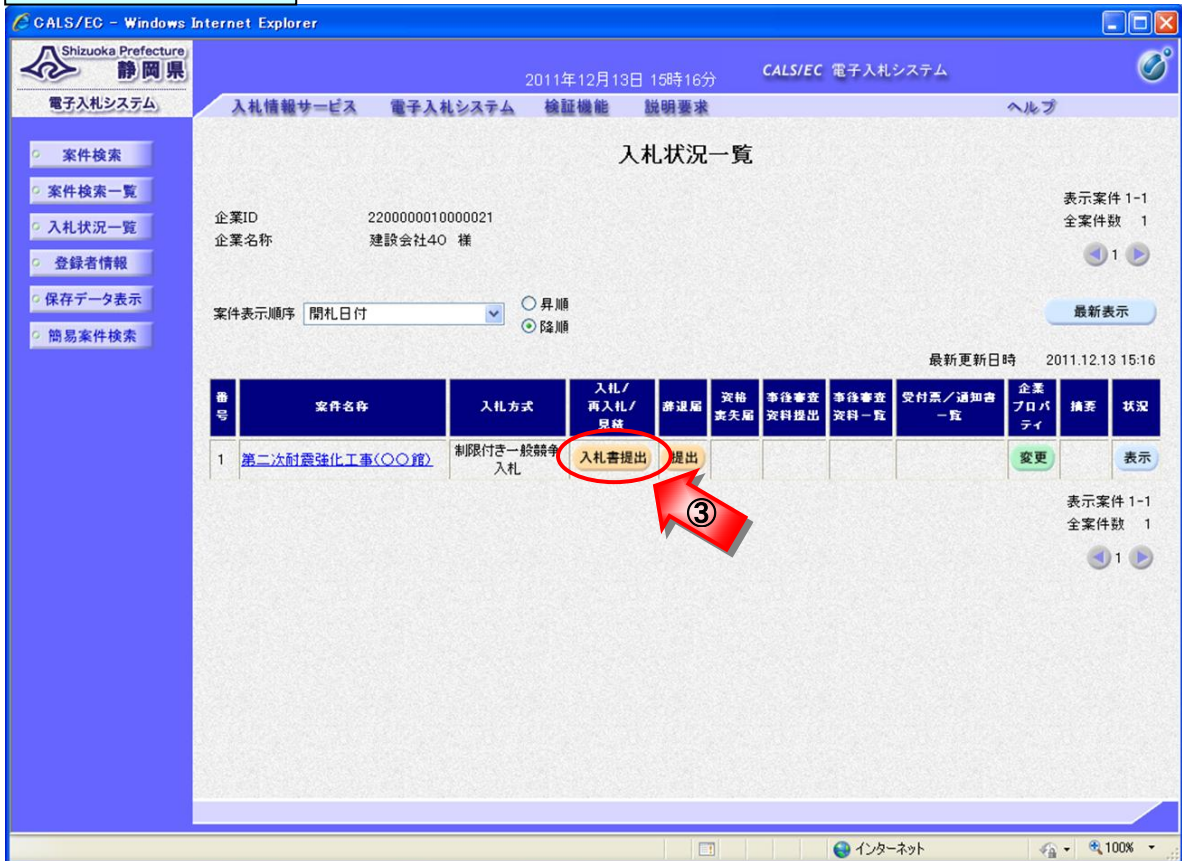 CALS/EC - Windows Internet Explorer
Shizuoka Prefecture
静岡県
電子入札システム
2011年12月13日 15時16分
CALS/EC 電子入札システム
入札情報サービス 電子入札システム 検証機能 説明要求 ヘルプ
案件検索
案件検索一覧
入札状況一覧
登録者情報
保存データ表示
簡易案件検索
入札状況一覧
表示案件 1-1
全案件数 1
1
企業ID 2200000010000021
企業名称 建設会社40 様
案件表示順序 開札日付
昇順
降順
最新表示
最新更新日時 2011.12.13 15:16
番号 案件名称 入札方式 入札/再入札/見積 辞退届 資格喪失届 事後審査資料提出 事後審査資料一覧 受付票/通知書一覧 企業プロパティ 摘要 状況
1 第二次耐震強化工事(○○館) 制限付き一般競争入札 入札書提出 提出 変更 表示
③
表示案件 1-1
全案件数 1
1
インターネット 100%